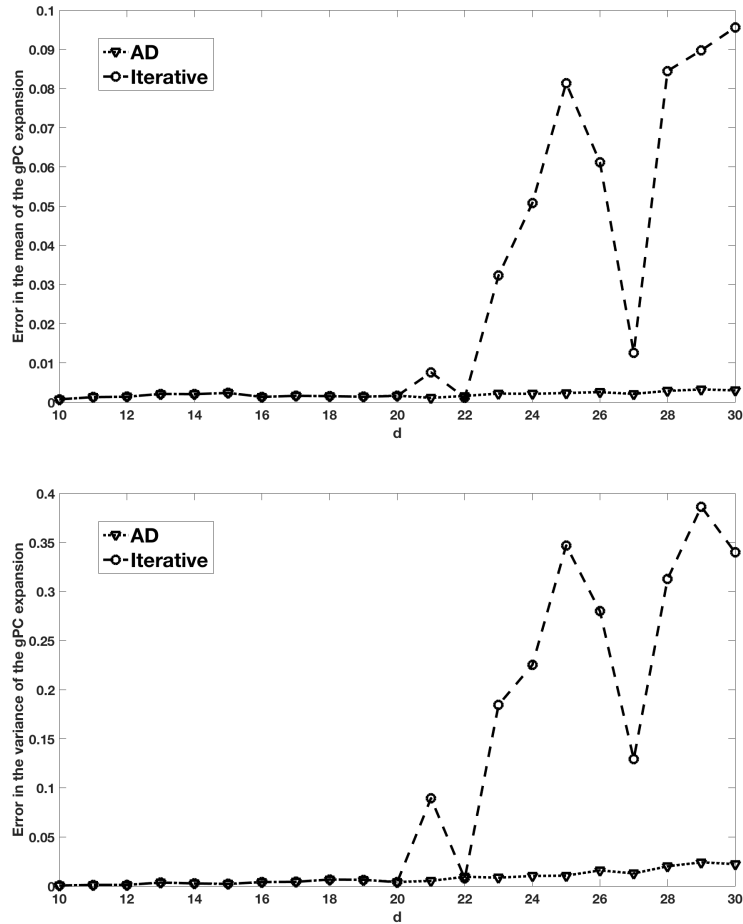 Error in the mean of the gPC expansion
0.1
0.09
0.08
0.07
0.06
0.05
0.04
0.03
0.02
0.01
0
AD
Iterative
10 12 14 16 18 20 22 24 26 28 30
d
Error in the variance of the gPC expansion
0.4
0.35
0.3
0.25
0.2
0.15
0.1
0.05
0
AD
Iterative
10 12 14 16 18 20 22 24 26 28 30
d